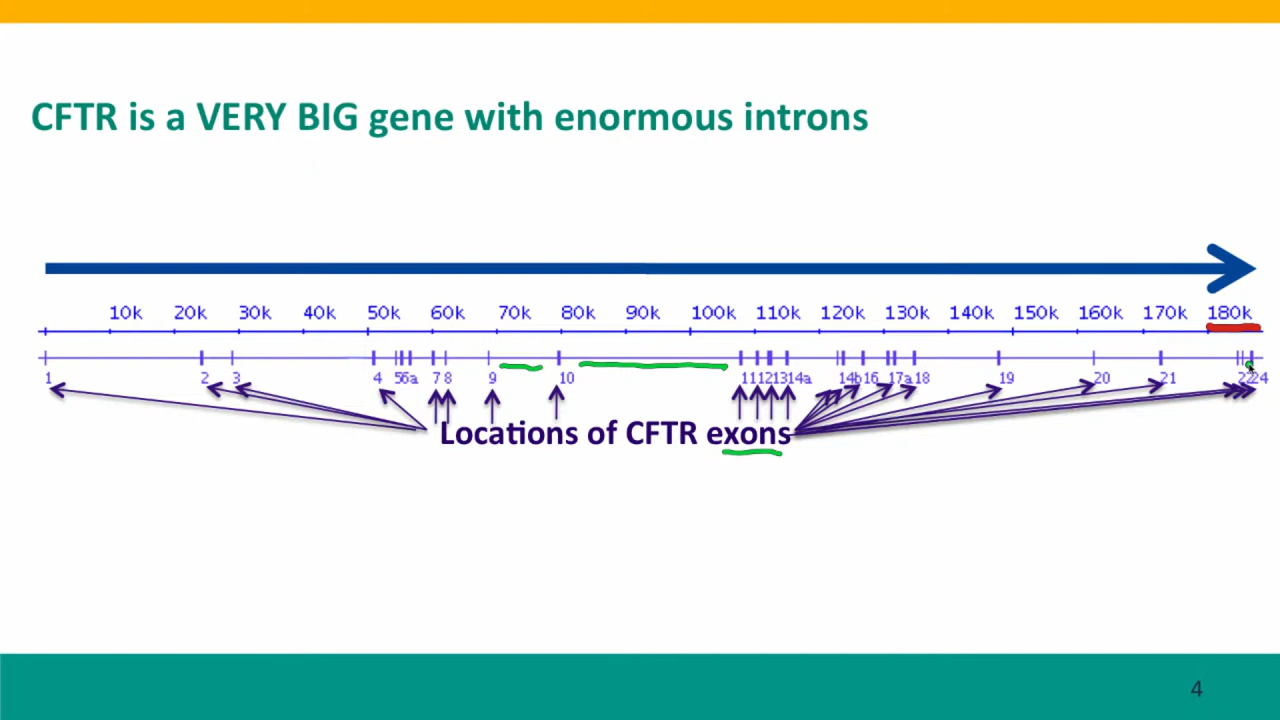 CFTR is a VERY BIG gene with enormous introns
10k 20k 30k 40k 50k 60k 70k 80k 90k 100k 110k 120k 130k 140k 150k 160k 170k 180k
1 2 3 4 5 6a 7 8 9 10 11 12 13 14a 14b 16 17a 18 19 20 21 22 24
Locations of CFTR exons
4